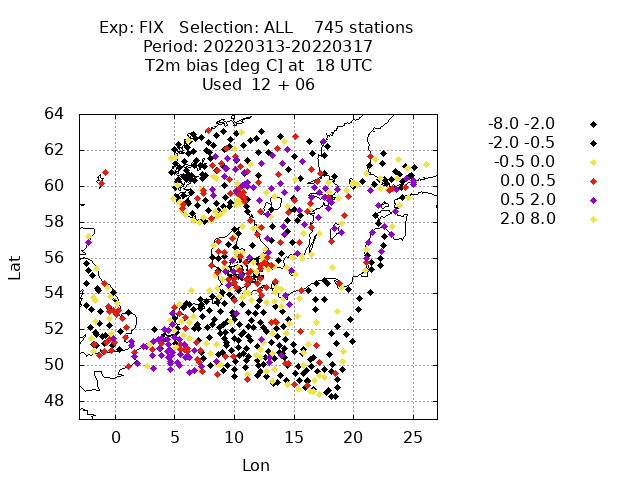 Exp: FIX   Selection: ALL    745 stations
Period: 20220313-20220317
T2m bias [deg C] at  18 UTC
Used  12 + 06
-8.0 -2.0
-2.0 -0.5
-0.5 0.0
0.0 0.5
0.5 2.0
2.0 8.0
64
62
60
58
56
54
52
50
48
Lat
0 5 10 15 20 25
Lon